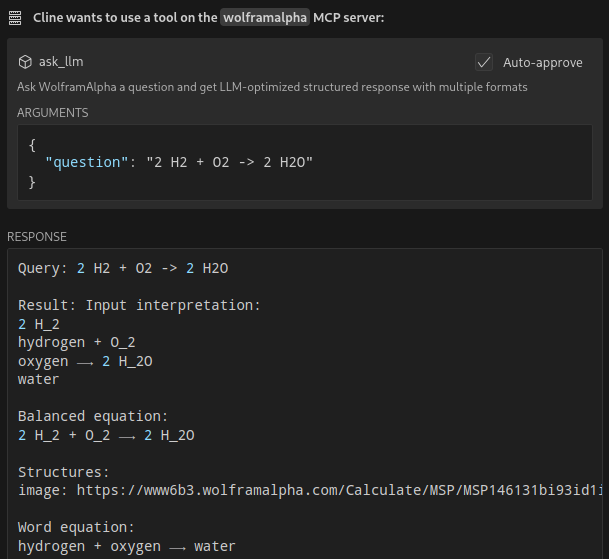 Cline wants to use a tool on the wolframalpha MCP server:
ask_llm Auto-approve
Ask WolframAlpha a question and get LLM-optimized structured response with multiple formats
ARGUMENTS
{
"question": "2 H2 + O2 -> 2 H2O"
}
RESPONSE
Query: 2 H2 + O2 -> 2 H2O
Result: Input interpretation:
2 H_2
hydrogen + O_2
oxygen ⟶ 2 H_2O
water
Balanced equation:
2 H_2 + O_2 ⟶ 2 H_2O
Structures:
image: https://www6b3.wolframalpha.com/Calculate/MSP/MSP146131bi93id1i
Word equation:
hydrogen + oxygen ⟶ water